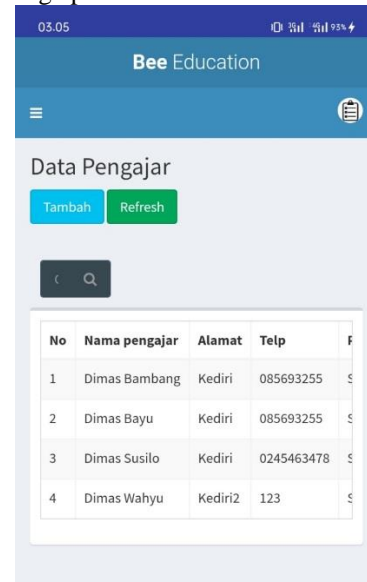 03.05 93%
Bee Education
Data Pengajar
Tambah Refresh
No Nama pengajar Alamat Telp
1 Dimas Bambang Kediri 085693255 S
2 Dimas Bayu Kediri 085693255 S
3 Dimas Susilo Kediri 0245463478 S
4 Dimas Wahyu Kediri2 123 S